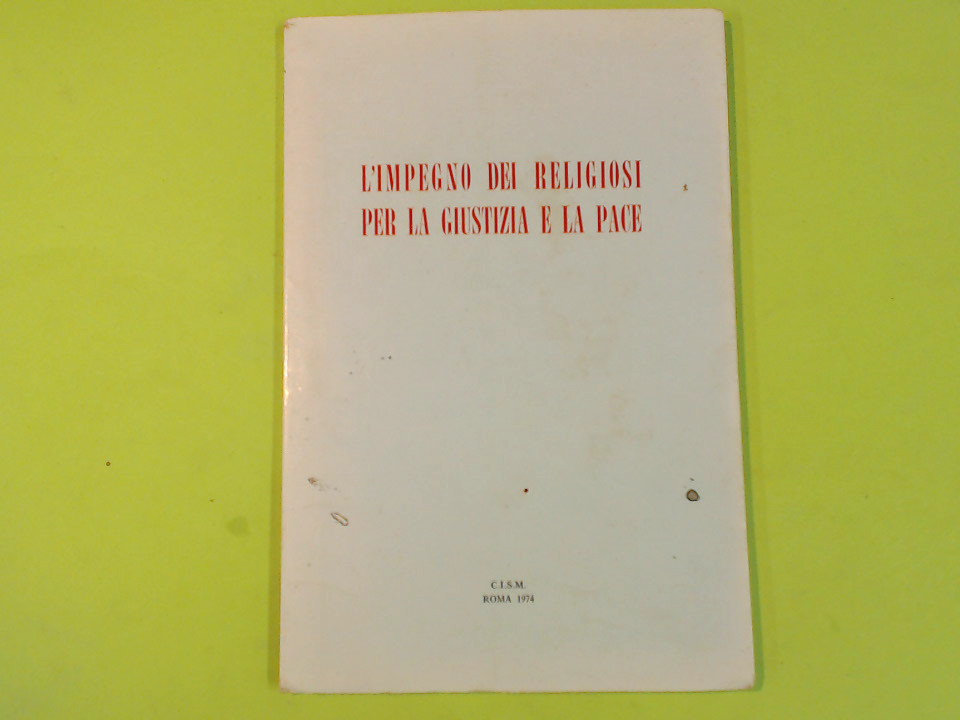 L'IMPEGNO DEI RELIGIOSI
PER LA GIUSTIZIA E LA PACE
C.I.S.M.
ROMA 1974